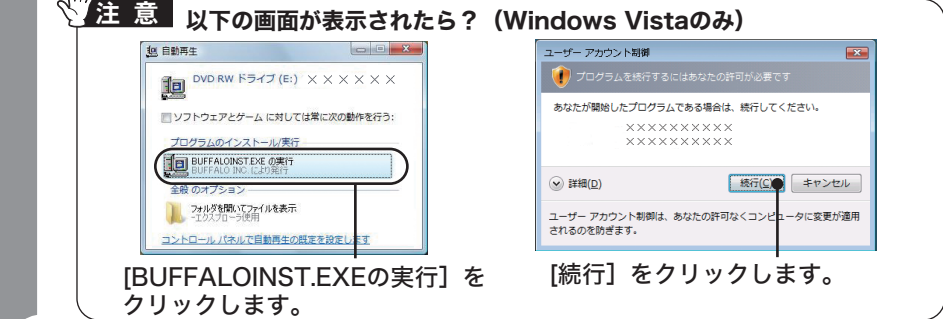 注 意
以下の画面が表示されたら？（Windows Vistaのみ）
自動再生
DVD RW ドライブ (E:) ××××××
ソフトウェアとゲーム に対しては常に次の動作を行う:
プログラムのインストール/実行
BUFFALOINST.EXE の実行
BUFFALO INC. により発行
全般 のオプション
フォルダを開いてファイルを表示
-エクスプローラ使用
コントロール パネルで自動再生の既定を設定します
[BUFFALOINST.EXEの実行］を
クリックします。
ユーザー アカウント制御
プログラムを続行するにはあなたの許可が必要です
あなたが開始したプログラムである場合は、続行してください。
××××××××××
××××××××××
詳細(D)
続行(C)
キャンセル
ユーザー アカウント制御は、あなたの許可なくコンピュータに変更が適用
されるのを防ぎます。
［続行］をクリックします。